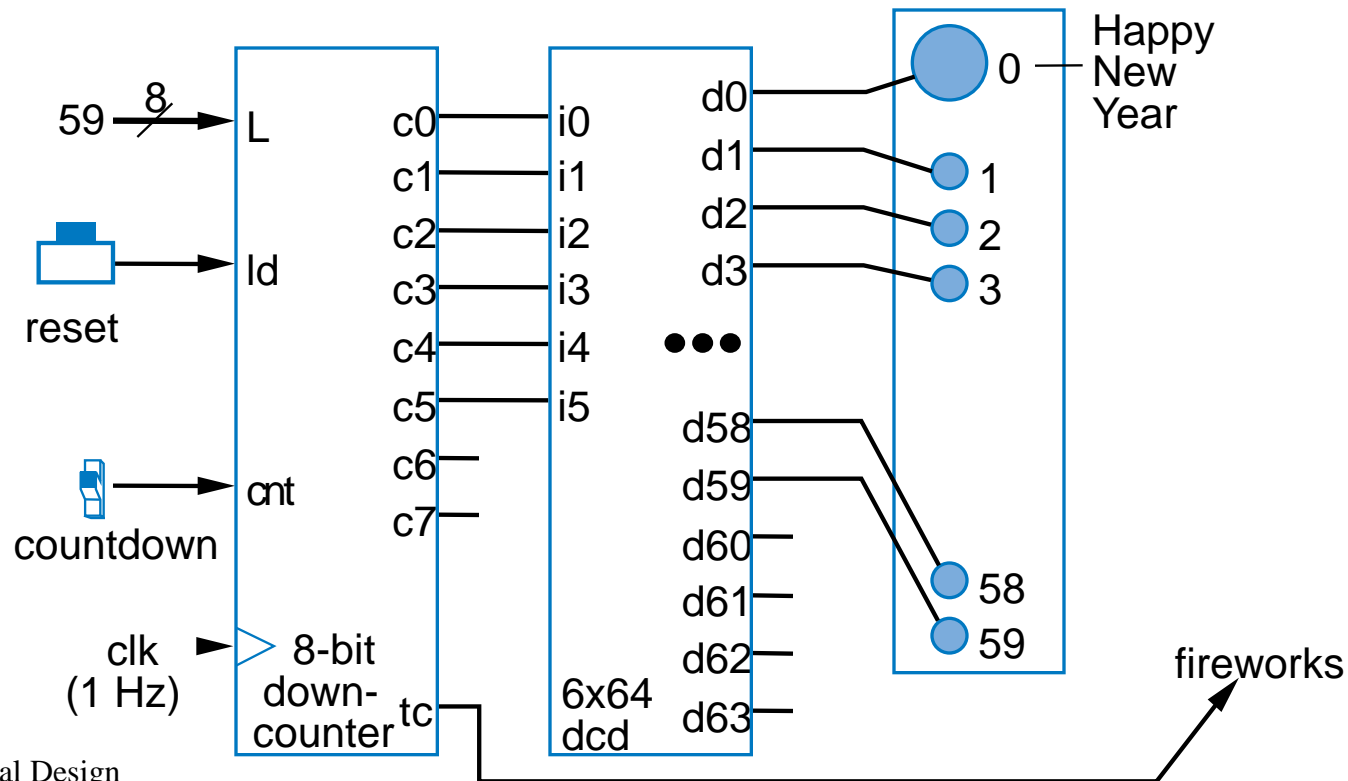 59
8
L
ld
reset
cnt
countdown
clk
(1 Hz)
8-bit
down-
counter
c0
c1
c2
c3
c4
c5
c6
c7
tc
i0
i1
i2
i3
i4
i5
6x64
dcd
d0
d1
d2
d3
d58
d59
d60
d61
d62
d63
0
1
2
3
58
59
Happy
New
Year
fireworks
al Design